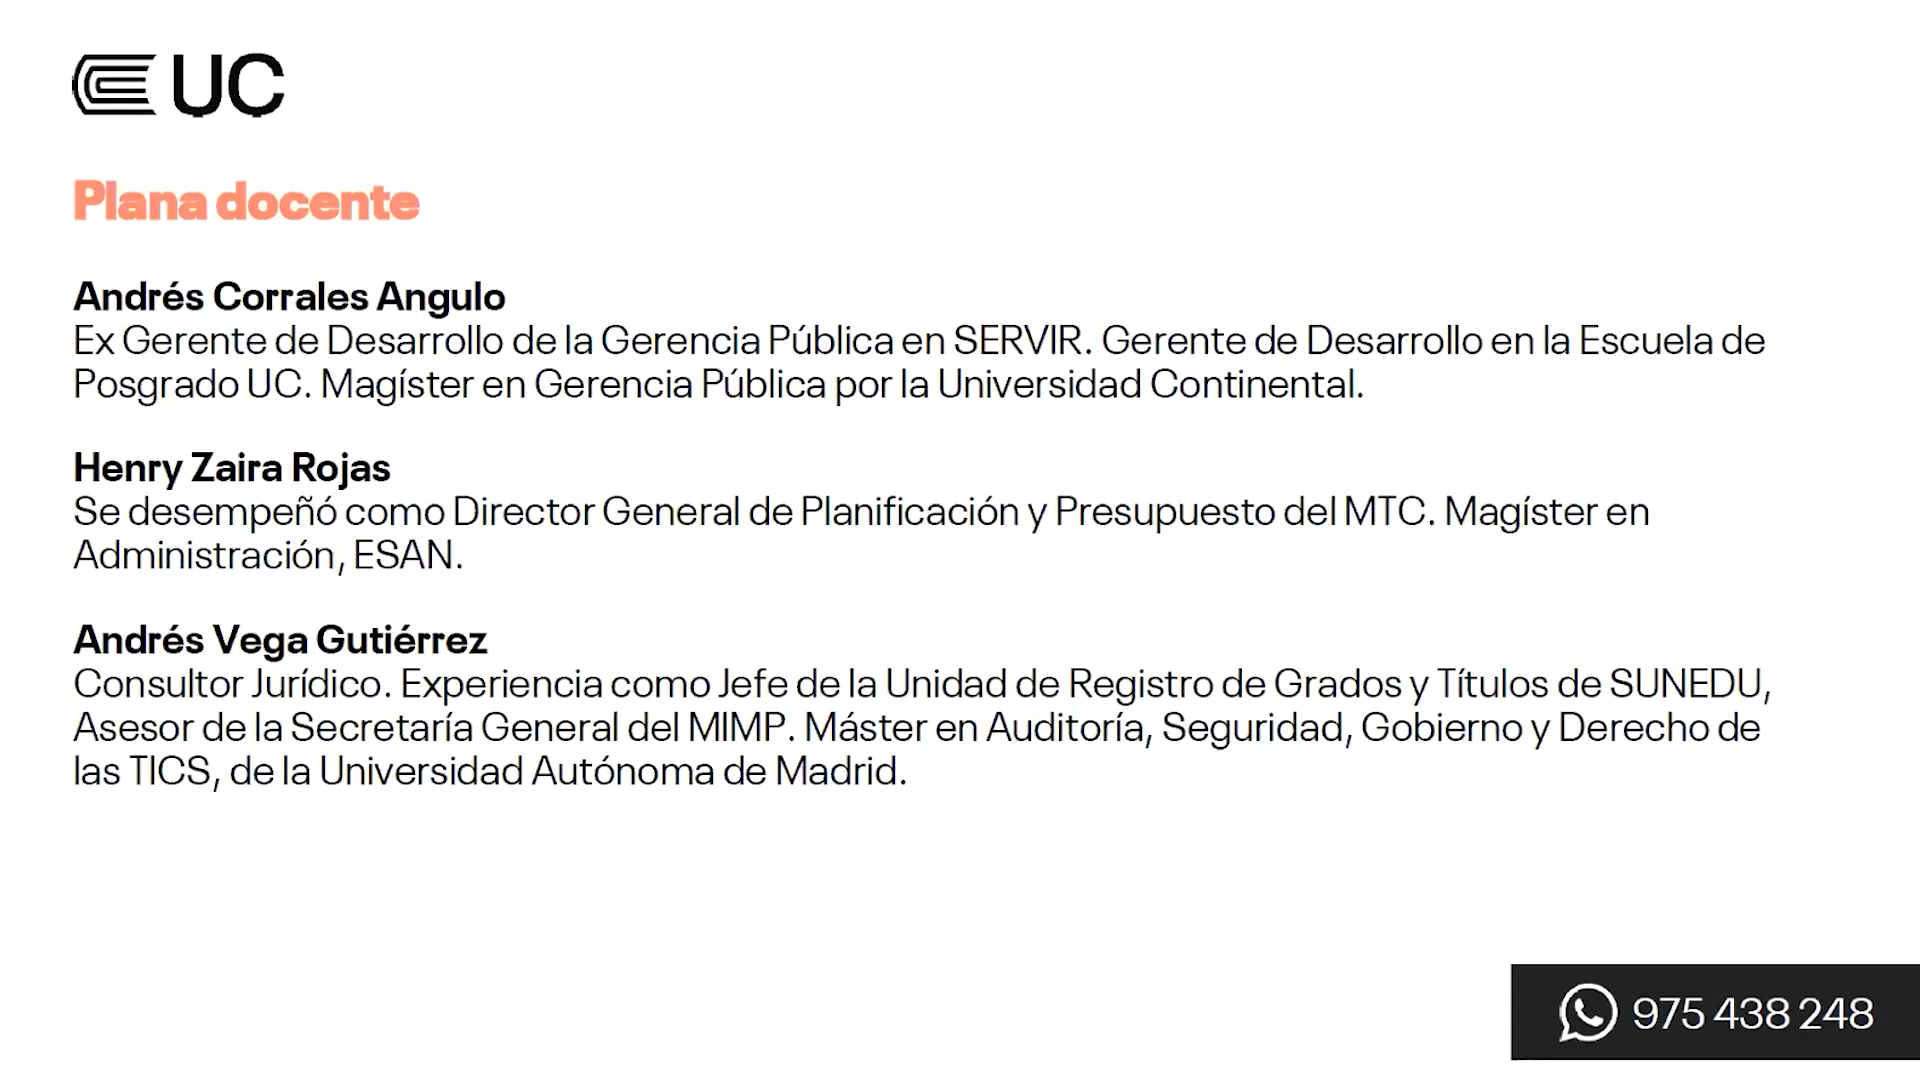 UC
Plana docente
Andrés Corrales Angulo
Ex Gerente de Desarrollo de la Gerencia Pública en SERVIR. Gerente de Desarrollo en la Escuela de
Posgrado UC. Magíster en Gerencia Pública por la Universidad Continental.
Henry Zaira Rojas
Se desempeñó como Director General de Planificación y Presupuesto del MTC. Magíster en
Administración, ESAN.
Andrés Vega Gutiérrez
Consultor Jurídico. Experiencia como Jefe de la Unidad de Registro de Grados y Títulos de SUNEDU,
Asesor de la Secretaría General del MIMP. Máster en Auditoría, Seguridad, Gobierno y Derecho de
las TICS, de la Universidad Autónoma de Madrid.
975 438 248